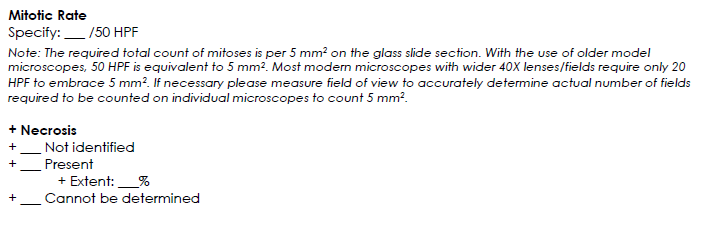 Mitotic Rate
Specify: ___ /50 HPF
Note: The required total count of mitoses is per 5 mm² on the glass slide section. With the use of older model
microscopes, 50 HPF is equivalent to 5 mm². Most modern microscopes with wider 40X lenses/fields require only 20
HPF to embrace 5 mm². If necessary please measure field of view to accurately determine actual number of fields
required to be counted on individual microscopes to count 5 mm².
+ Necrosis
+ ___ Not identified
+ ___ Present
+ Extent: ___%
+ ___ Cannot be determined